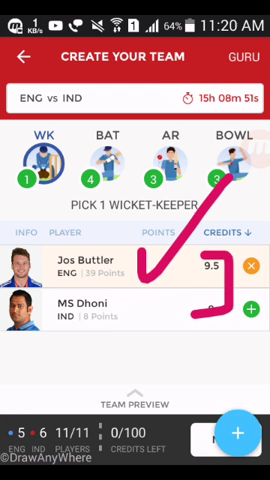 1
KB/s
1
64%
11:20 AM
CREATE YOUR TEAM
GURU
ENG vs IND
15h 08m 51s
WK
BAT
AR
BOWL
1
4
3
3
PICK 1 WICKET-KEEPER
INFO
PLAYER
POINTS
CREDITS
Jos Buttler
ENG | 39 Points
9.5
MS Dhoni
IND | 8 Points
TEAM PREVIEW
5 6 11/11 0/100
ENG IND PLAYERS CREDITS LEFT
©DrawAnyWhere